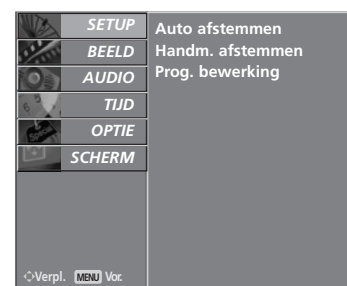 SETUP
BEELD
AUDIO
TIJD
OPTIE
SCHERM
Auto afstemmen
Handm. afstemmen
Prog. bewerking
Verpl. MENU Vor.